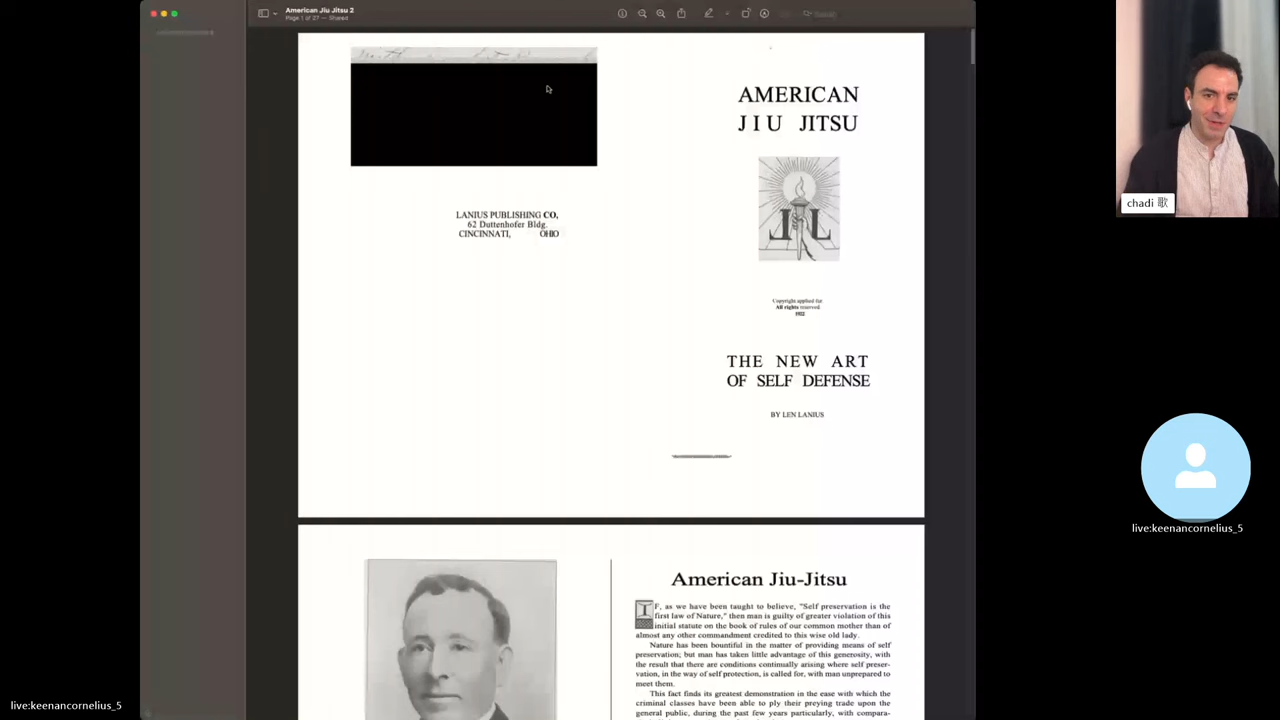 American Jiu Jitsu 2
Page 1 of 27 — Shared
LANIUS PUBLISHING CO,
62 Duttenhofer Bldg.
CINCINNATI, OHIO
AMERICAN
JIU JITSU
L L
Copyright applied for
All rights reserved
1922
THE NEW ART
OF SELF DEFENSE
BY LEN LANIUS
American Jiu-Jitsu
IF, as we have been taught to believe, "Self preservation is the
first law of Nature," then man is guilty of greater violation of this
initial statute on the book of rules of our common mother than of
almost any other commandment credited to this wise old lady.
Nature has been bountiful in the matter of providing means of self
preservation; but man has taken little advantage of this generosity, with
the result that there are conditions continually arising where self preser-
vation, in the way of self protection, is called for, with man unprepared to
meet them.
This fact finds its greatest demonstration in the ease with which the
criminal classes have been able to ply their preying trade upon the
general public, during the past few years particularly, with compara-
chadi 歌
live:keenancornelius_5
live:keenancornelius_5